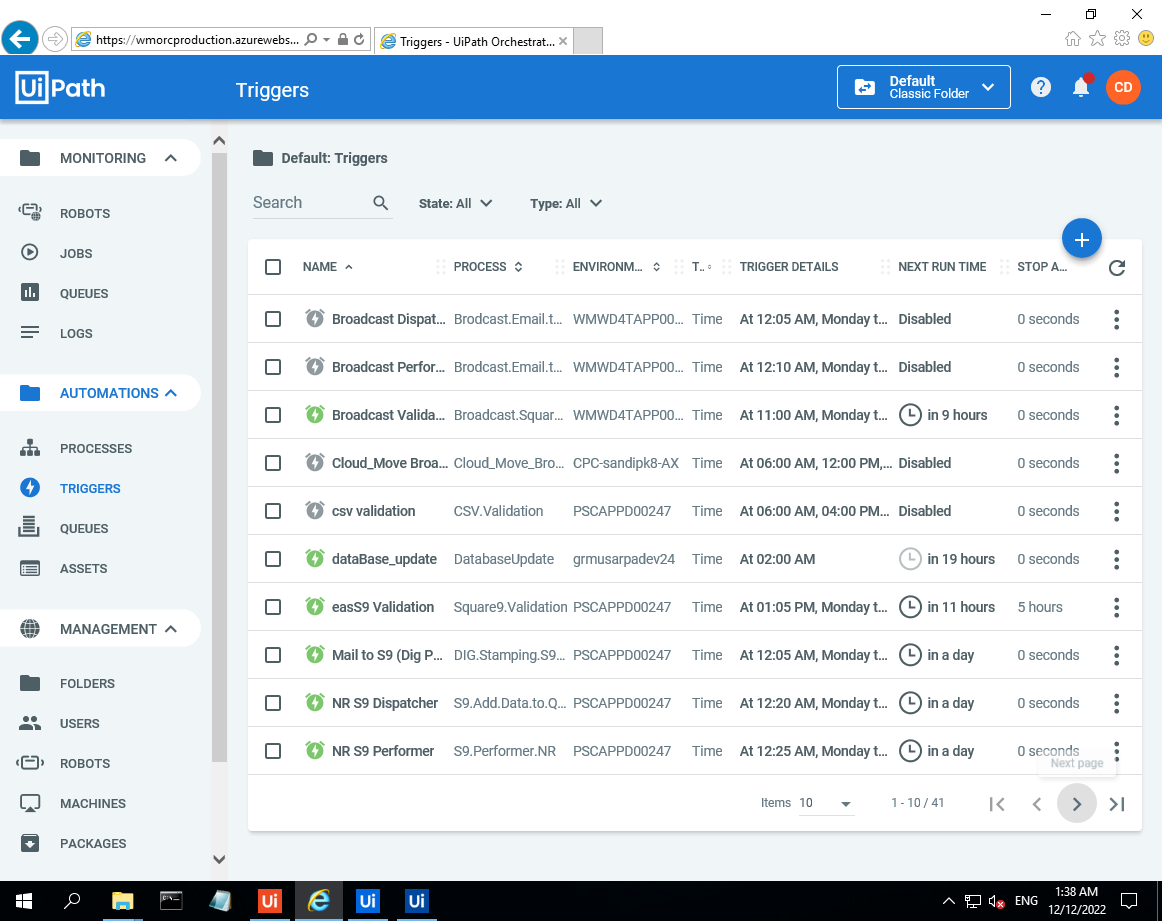 https://wmorcproduction.azurewebs...
Triggers - UiPath Orchestrat...
UiPath
Triggers
Default
Classic Folder
CD
MONITORING
ROBOTS
JOBS
QUEUES
LOGS
AUTOMATIONS
PROCESSES
TRIGGERS
QUEUES
ASSETS
MANAGEMENT
FOLDERS
USERS
ROBOTS
MACHINES
PACKAGES
Default: Triggers
Search State: All Type: All
NAME PROCESS ENVIRONM... T.. TRIGGER DETAILS NEXT RUN TIME STOP A...
Broadcast Dispat... Brodcast.Email.t... WMWD4TAPP00... Time At 12:05 AM, Monday t... Disabled 0 seconds
Broadcast Perfor... Brodcast.Email.t... WMWD4TAPP00... Time At 12:10 AM, Monday t... Disabled 0 seconds
Broadcast Valida... Broadcast.Squar... WMWD4TAPP00... Time At 11:00 AM, Monday t... in 9 hours 0 seconds
Cloud_Move Broa... Cloud_Move_Bro... CPC-sandipk8-AX Time At 06:00 AM, 12:00 PM,... Disabled 0 seconds
csv validation CSV.Validation PSCAPPD00247 Time At 06:00 AM, 04:00 PM... Disabled 0 seconds
dataBase_update DatabaseUpdate grmusarpadev24 Time At 02:00 AM in 19 hours 0 seconds
easS9 Validation Square9.Validation PSCAPPD00247 Time At 01:05 PM, Monday t... in 11 hours 5 hours
Mail to S9 (Dig P... DIG.Stamping.S9... PSCAPPD00247 Time At 12:05 AM, Monday t... in a day 0 seconds
NR S9 Dispatcher S9.Add.Data.to.Q... PSCAPPD00247 Time At 12:20 AM, Monday t... in a day 0 seconds
NR S9 Performer S9.Performer.NR PSCAPPD00247 Time At 12:25 AM, Monday t... in a day 0 seconds
Next page
Items 10 1 - 10 / 41
Ui Ui Ui
ENG
1:38 AM
12/12/2022